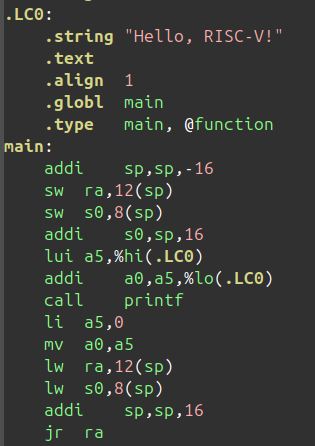 .LC0:
.string "Hello, RISC-V!"
.text
.align 1
.globl main
.type main, @function
main:
addi sp,sp,-16
sw ra,12(sp)
sw s0,8(sp)
addi s0,sp,16
lui a5,%hi(.LC0)
addi a0,a5,%lo(.LC0)
call printf
li a5,0
mv a0,a5
lw ra,12(sp)
lw s0,8(sp)
addi sp,sp,16
jr ra